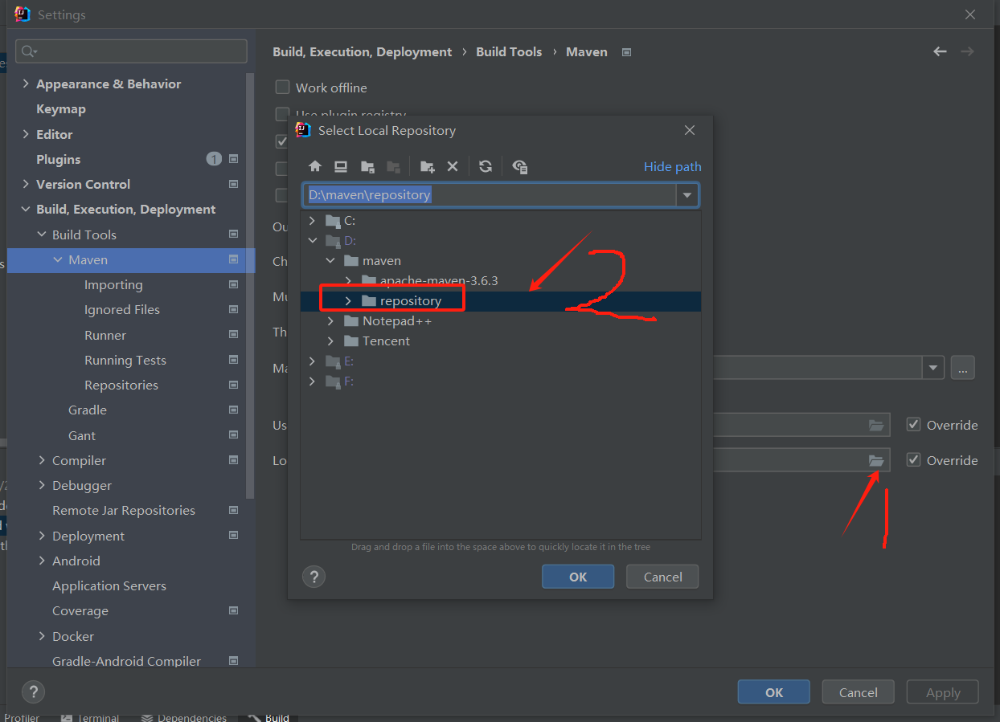 Settings
Build, Execution, Deployment › Build Tools › Maven
Appearance & Behavior
Keymap
Editor
Plugins 1
Version Control
Build, Execution, Deployment
Build Tools
Maven
Importing
Ignored Files
Runner
Running Tests
Repositories
Gradle
Gant
Compiler
Debugger
Remote Jar Repositories
Deployment
Android
Application Servers
Coverage
Docker
Gradle-Android Compiler
Work offline
Use plugin registry
Ou
Ch
Mu
Th
Ma
...
Us
Override
Lo
Override
Select Local Repository
Hide path
D:\maven\repository
C:
D:
maven
apache-maven-3.6.3
repository
Notepad++
Tencent
E:
F:
2
1
Drag and drop a file into the space above to quickly locate it in the tree
?
OK
Cancel
?
OK
Cancel
Apply
Profiler
Terminal
Dependencies
Build